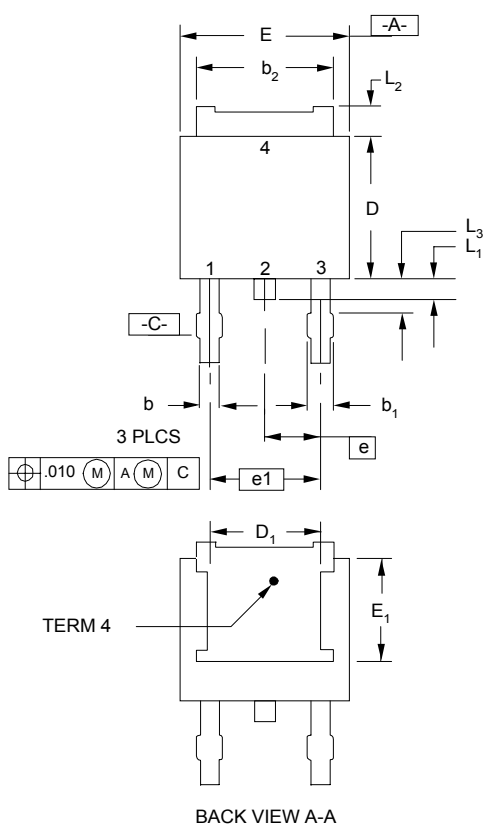 E
-A-
b2
L2
4
D
L3
L1
1 2 3
-C-
b
b1
3 PLCS
e
.010 M A M C
e1
D1
TERM 4
E1
BACK VIEW A-A